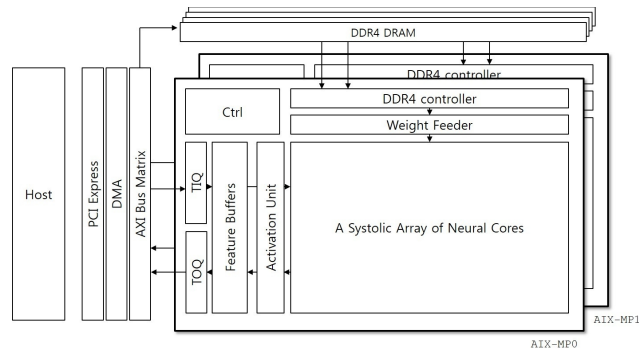 DDR4 DRAM
DDR4 controller
DDR4 controller
Ctrl
Weight Feeder
Host
PCI Express
DMA
AXI Bus Matrix
TIQ
TOQ
Feature Buffers
Activation Unit
A Systolic Array of Neural Cores
AIX-MP1
AIX-MP0